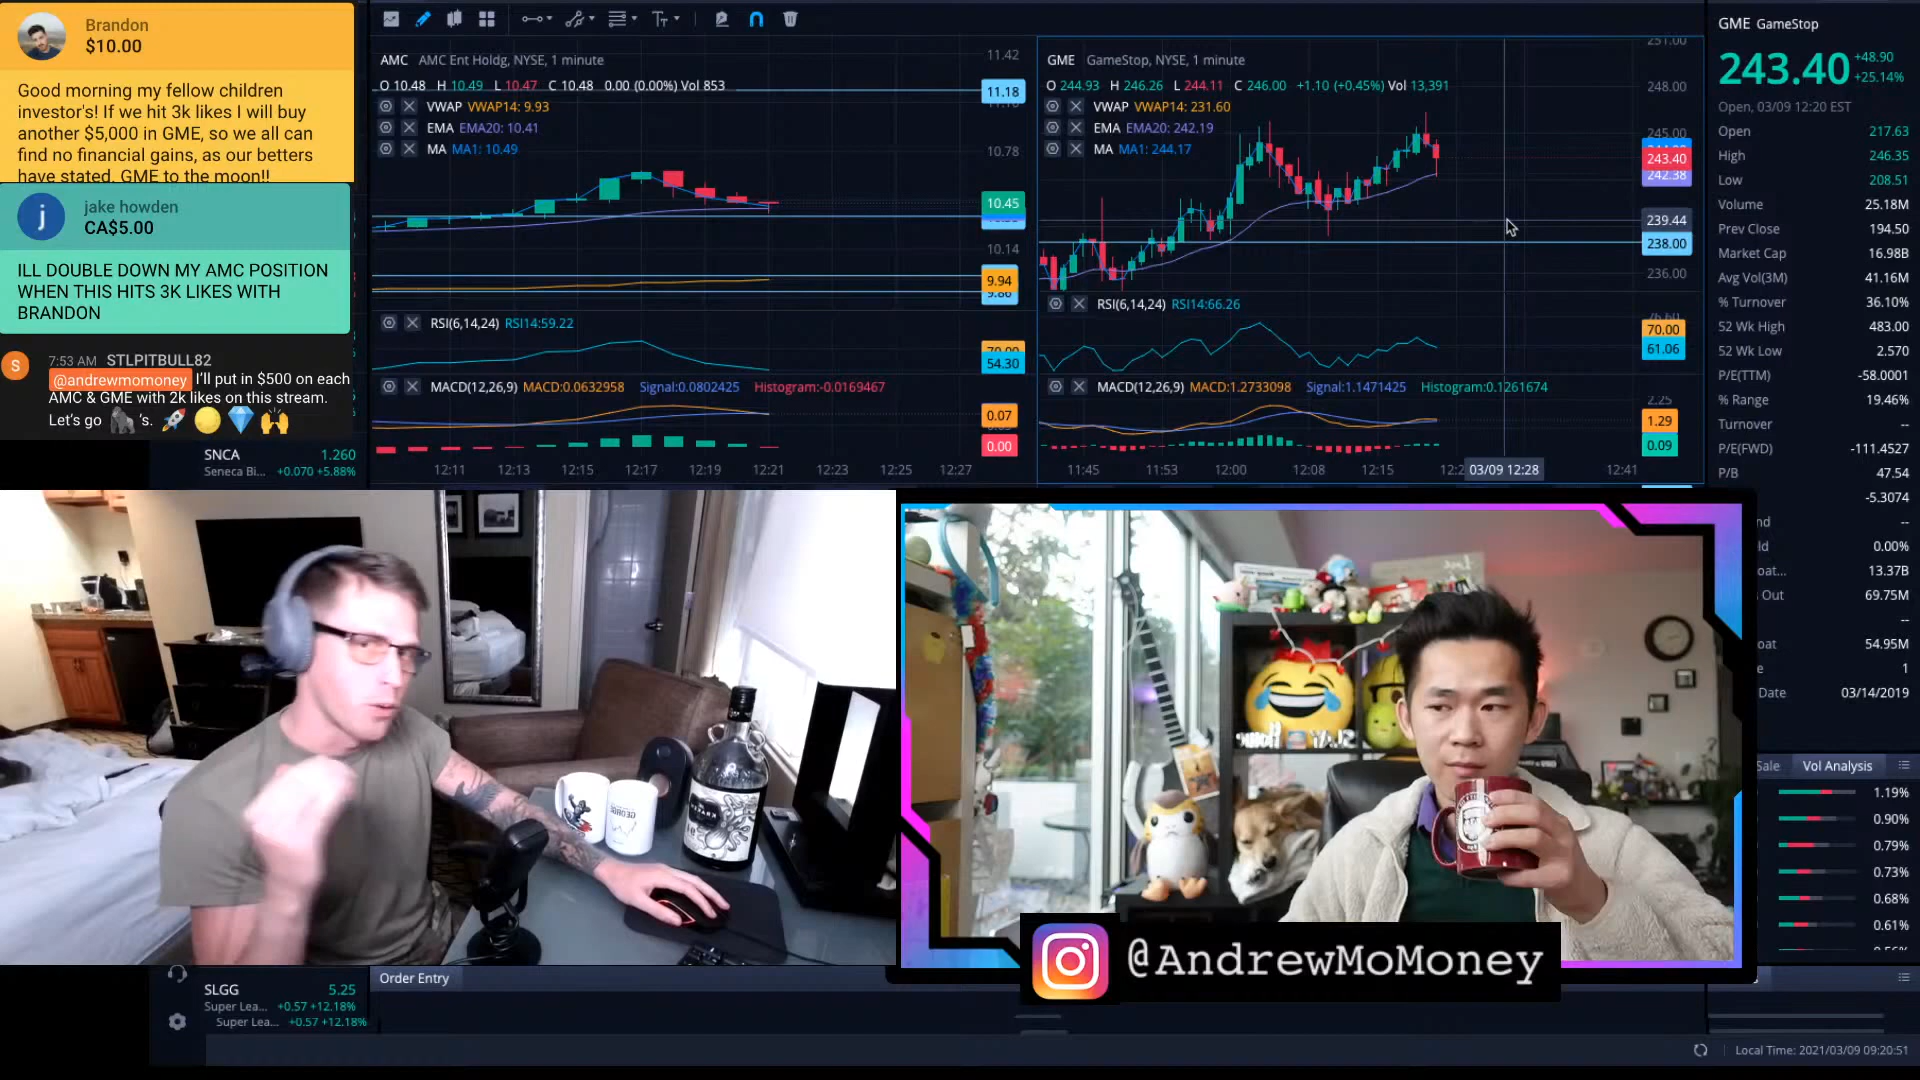 Brandon
$10.00
Good morning my fellow children
investor's! If we hit 3k likes I will buy
another $5,000 in GME, so we all can
find no financial gains, as our betters
have stated. GME to the moon!!
j
jake howden
CA$5.00
ILL DOUBLE DOWN MY AMC POSITION
WHEN THIS HITS 3K LIKES WITH
BRANDON
S
7:53 AM STLPITBULL82
@andrewmomoney I'll put in $500 on each
AMC & GME with 2k likes on this stream.
Let's go 🦍's. 🚀 🌕 💎 🙌
SNCA 1.260
Seneca Bi... +0.070 +5.88%
AMC AMC Ent Holdg, NYSE, 1 minute
O 10.48 H 10.49 L 10.47 C 10.48 0.00 (0.00%) Vol 853
VWAP VWAP14: 9.93
EMA EMA20: 10.41
MA MA1: 10.49
11.42
11.18
10.78
10.45
10.14
9.94
9.86
RSI(6,14,24) RSI14:59.22
70.00
54.30
MACD(12,26,9) MACD:0.0632958 Signal:0.0802425 Histogram:-0.0169467
0.07
0.00
12:11 12:13 12:15 12:17 12:19 12:21 12:23 12:25 12:27
GME GameStop, NYSE, 1 minute
O 244.93 H 246.26 L 244.11 C 246.00 +1.10 (+0.45%) Vol 13,391
VWAP VWAP14: 231.60
EMA EMA20: 242.19
MA MA1: 244.17
251.00
248.00
245.00
243.40
242.38
239.44
238.00
236.00
RSI(6,14,24) RSI14:66.26
70.00
61.06
MACD(12,26,9) MACD:1.2733098 Signal:1.1471425 Histogram:0.1261674
2.25
1.29
0.09
11:45 11:53 12:00 12:08 12:15 03/09 12:28 12:41
GME GameStop
243.40 +48.90
+25.14%
Open, 03/09 12:20 EST
Open 217.63
High 246.35
Low 208.51
Volume 25.18M
Prev Close 194.50
Market Cap 16.98B
Avg Vol(3M) 41.16M
% Turnover 36.10%
52 Wk High 483.00
52 Wk Low 2.570
P/E(TTM) -58.0001
% Range 19.46%
Turnover --
P/E(FWD) -111.4527
P/B 47.54
-5.3074
nd --
ld 0.00%
oat... 13.37B
s Out 69.75M
--
oat 54.95M
e 1
Date 03/14/2019
Sale Vol Analysis
1.19%
0.90%
0.79%
0.73%
0.68%
0.61%
KRAKEN
@AndrewMoMoney
SLGG 5.25
Super Lea... +0.57 +12.18%
Super Lea... +0.57 +12.18%
Order Entry
Local Time: 2021/03/09 09:20:51